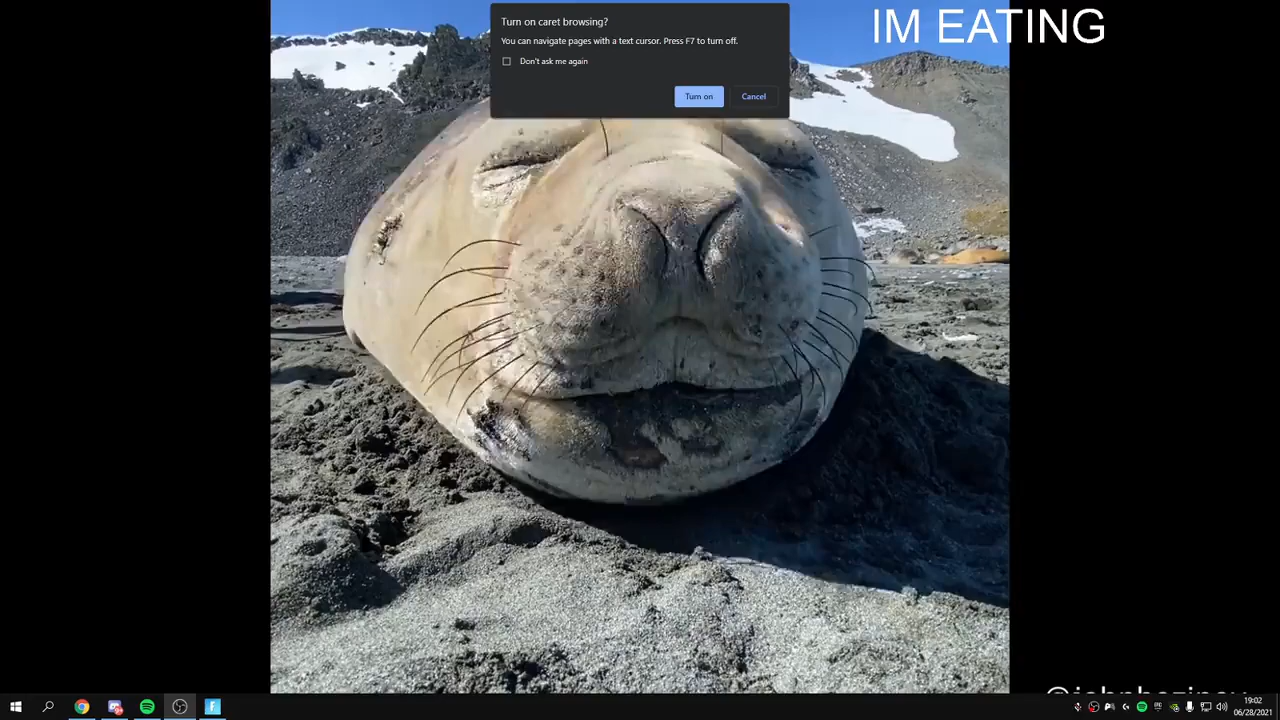 Turn on caret browsing?
IM EATING
You can navigate pages with a text cursor. Press F7 to turn off.
Don't ask me again
Turn on Cancel
19:02
06/28/2021